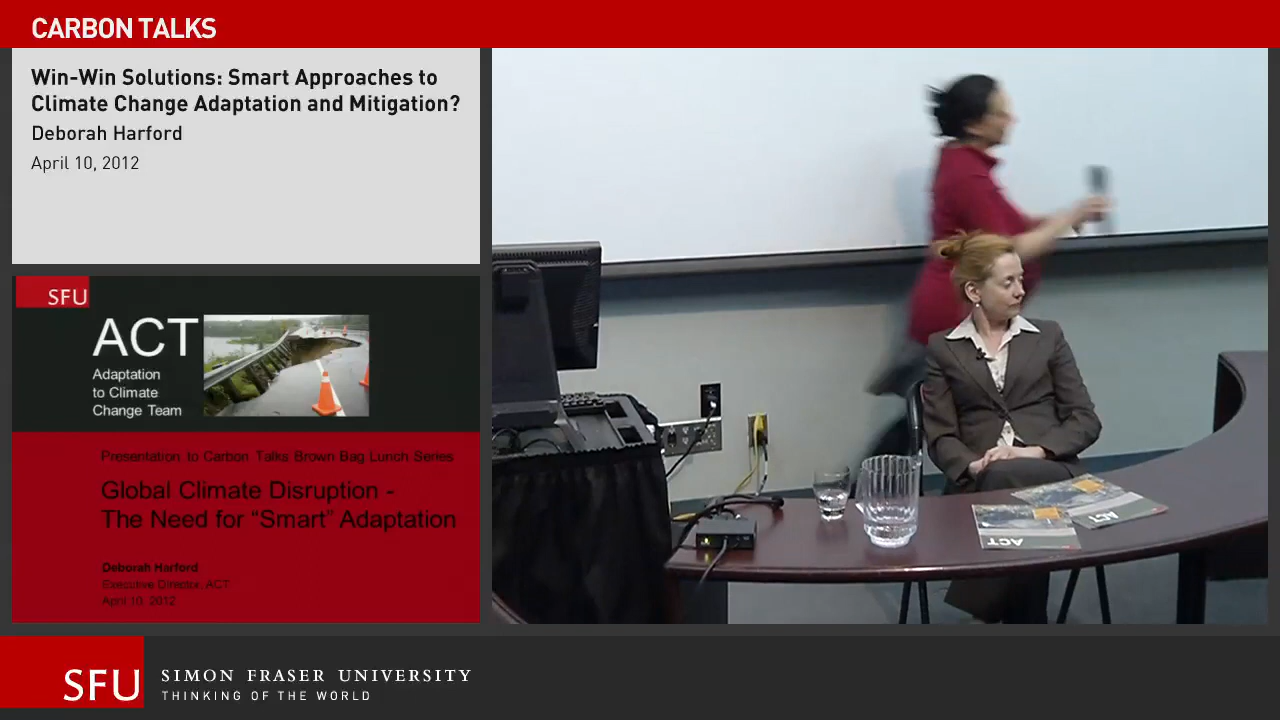 CARBON TALKS
Win-Win Solutions: Smart Approaches to
Climate Change Adaptation and Mitigation?
Deborah Harford
April 10, 2012
SFU
ACT
Adaptation
to Climate
Change Team
Presentation to Carbon Talks Brown Bag Lunch Series
Global Climate Disruption -
The Need for “Smart” Adaptation
Deborah Harford
Executive Director, ACT
April 10, 2012
ACT
ACT
SFU
SIMON FRASER UNIVERSITY
THINKING OF THE WORLD